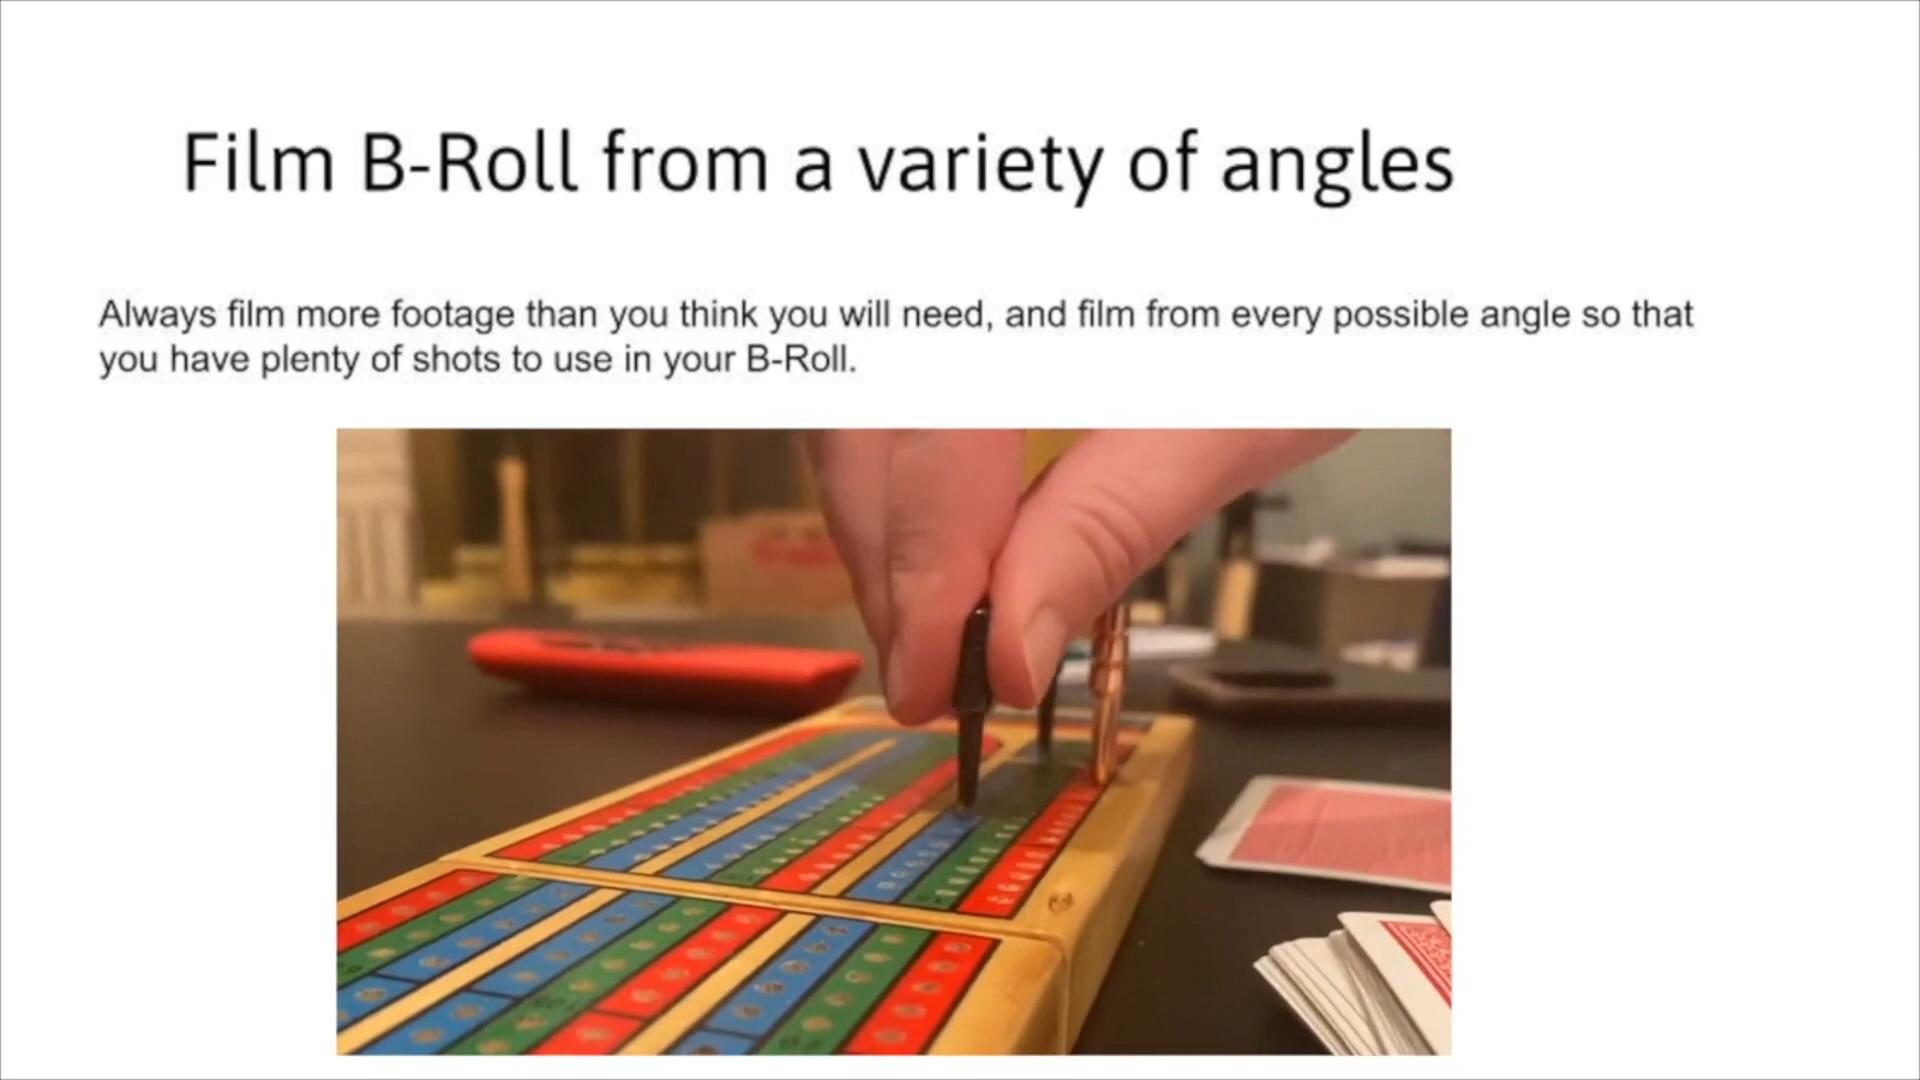 Film B-Roll from a variety of angles
Always film more footage than you think you will need, and film from every possible angle so that
you have plenty of shots to use in your B-Roll.